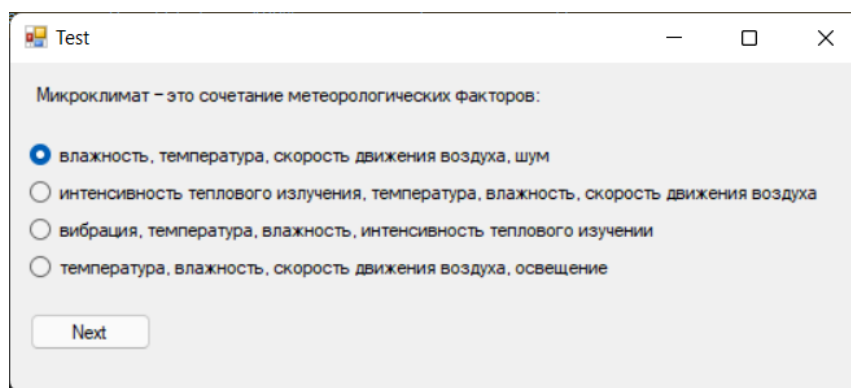 Test
Микроклимат – это сочетание метеорологических факторов:
влажность, температура, скорость движения воздуха, шум
интенсивность теплового излучения, температура, влажность, скорость движения воздуха
вибрация, температура, влажность, интенсивность теплового изучении
температура, влажность, скорость движения воздуха, освещение
Next